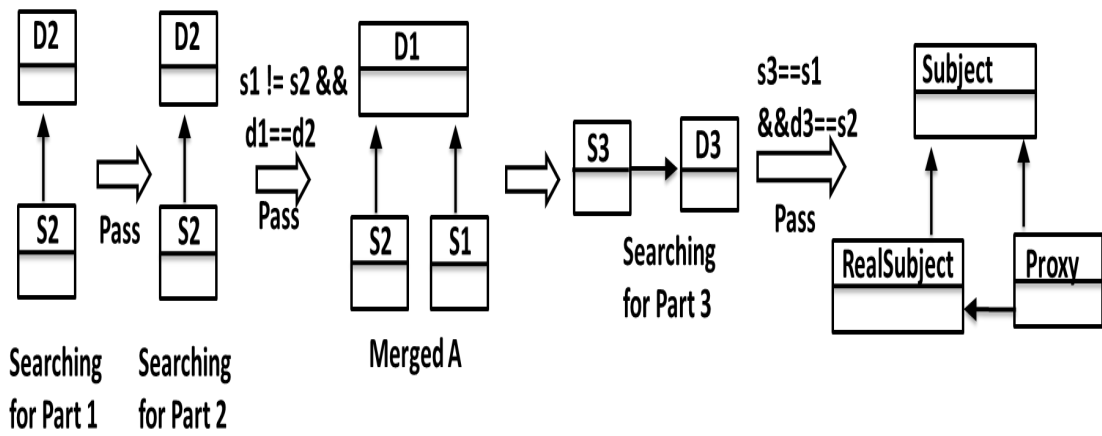 D2
S2
Searching
for Part 1
Pass
D2
S2
Searching
for Part 2
s1 != s2 &&
d1==d2
Pass
D1
S2
S1
Merged A
S3
D3
Searching
for Part 3
s3==s1
&&d3==s2
Pass
Subject
RealSubject
Proxy